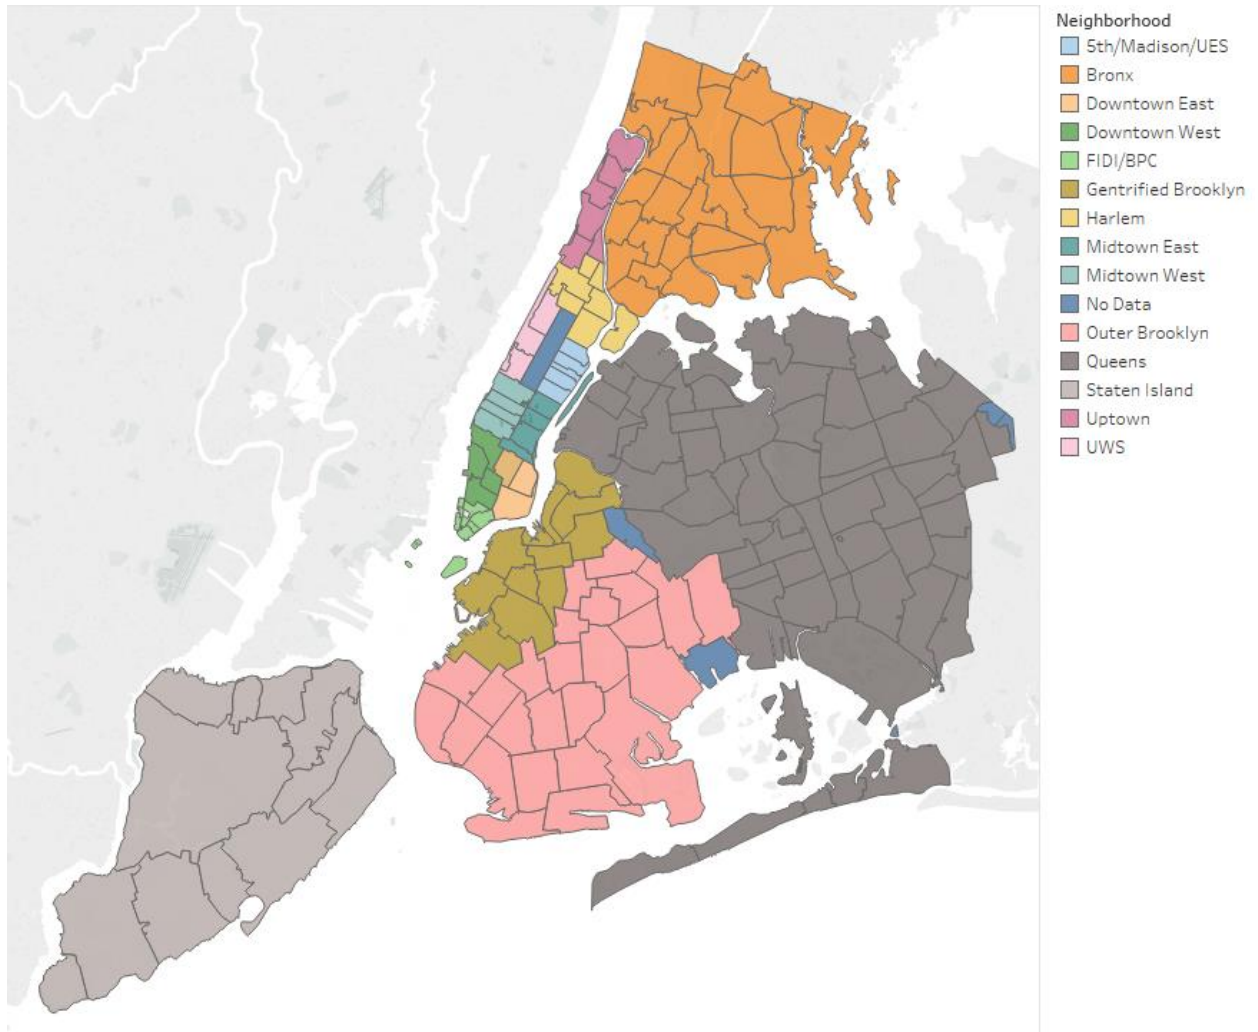 Neighborhood
5th/Madison/UES
Bronx
Downtown East
Downtown West
FIDI/BPC
Gentrified Brooklyn
Harlem
Midtown East
Midtown West
No Data
Outer Brooklyn
Queens
Staten Island
Uptown
UWS